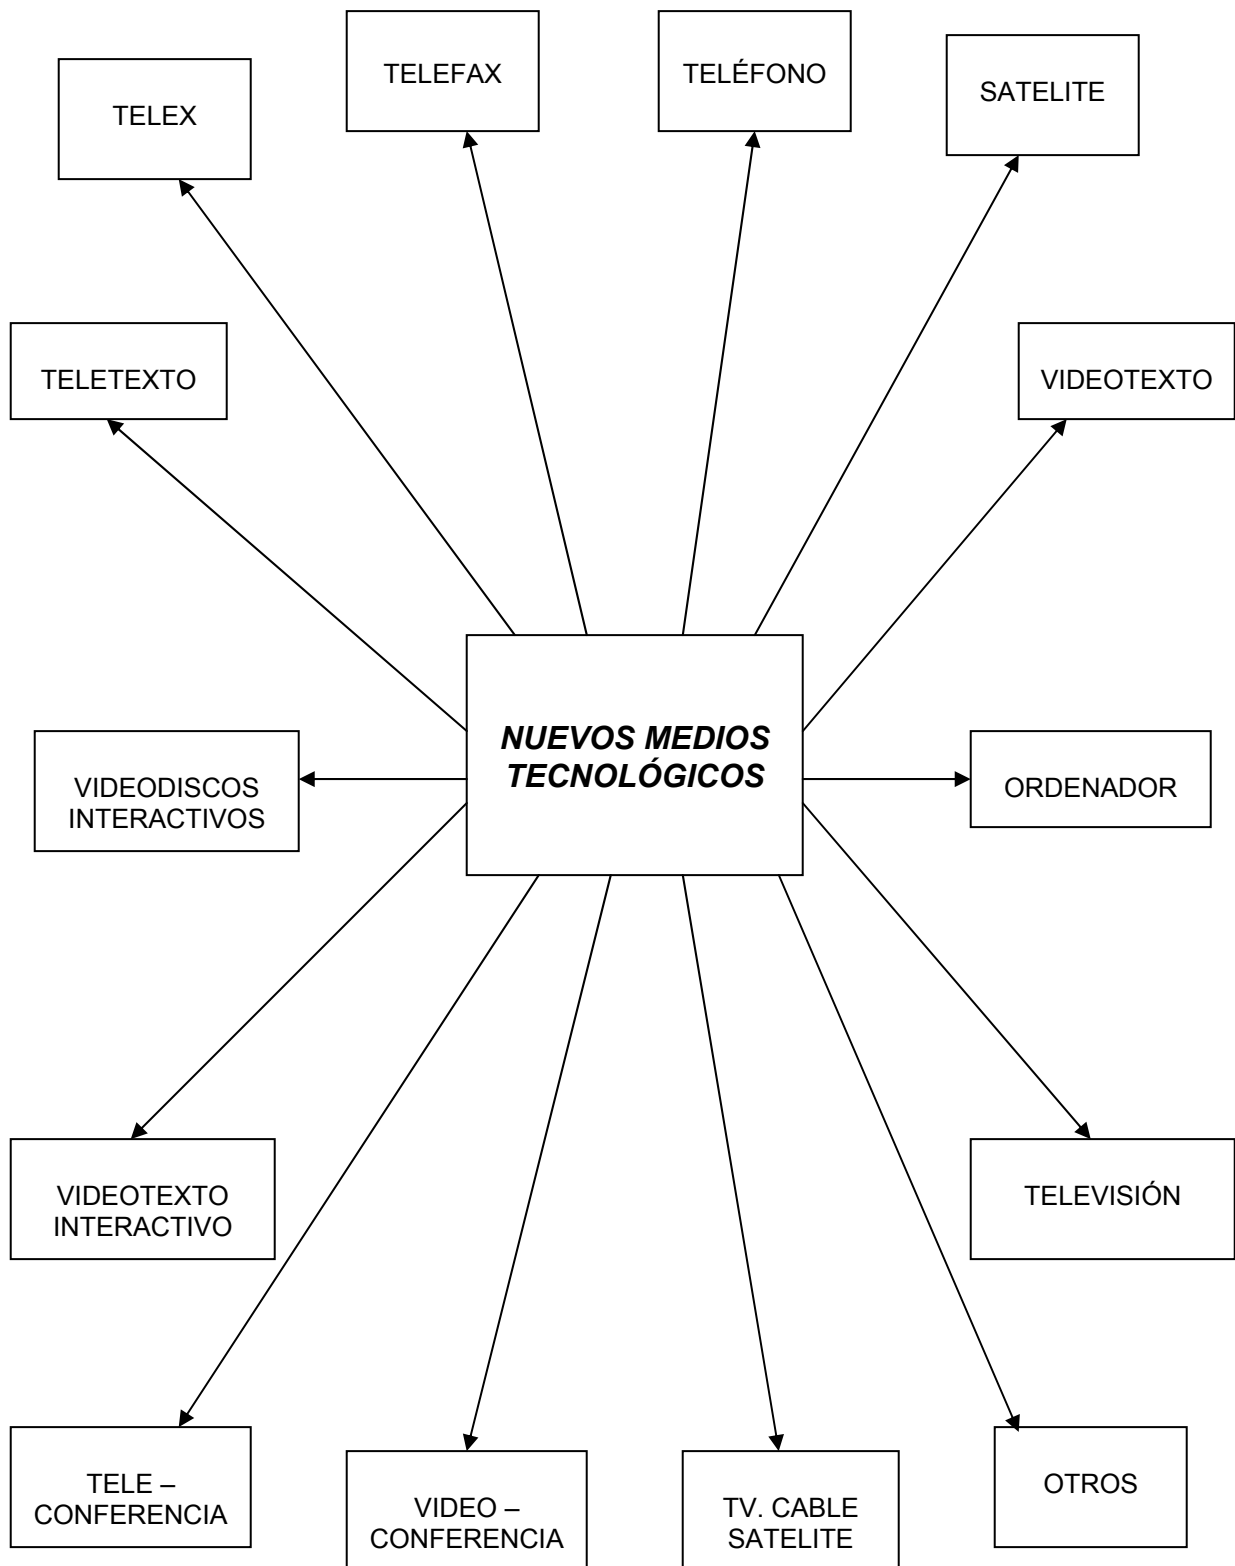 TELEX
TELEFAX
TELÉFONO
SATELITE
TELETEXTO
VIDEOTEXTO
NUEVOS MEDIOS
TECNOLÓGICOS
VIDEODISCOS
INTERACTIVOS
ORDENADOR
VIDEOTEXTO
INTERACTIVO
TELEVISIÓN
TELE –
CONFERENCIA
VIDEO –
CONFERENCIA
TV. CABLE
SATELITE
OTROS